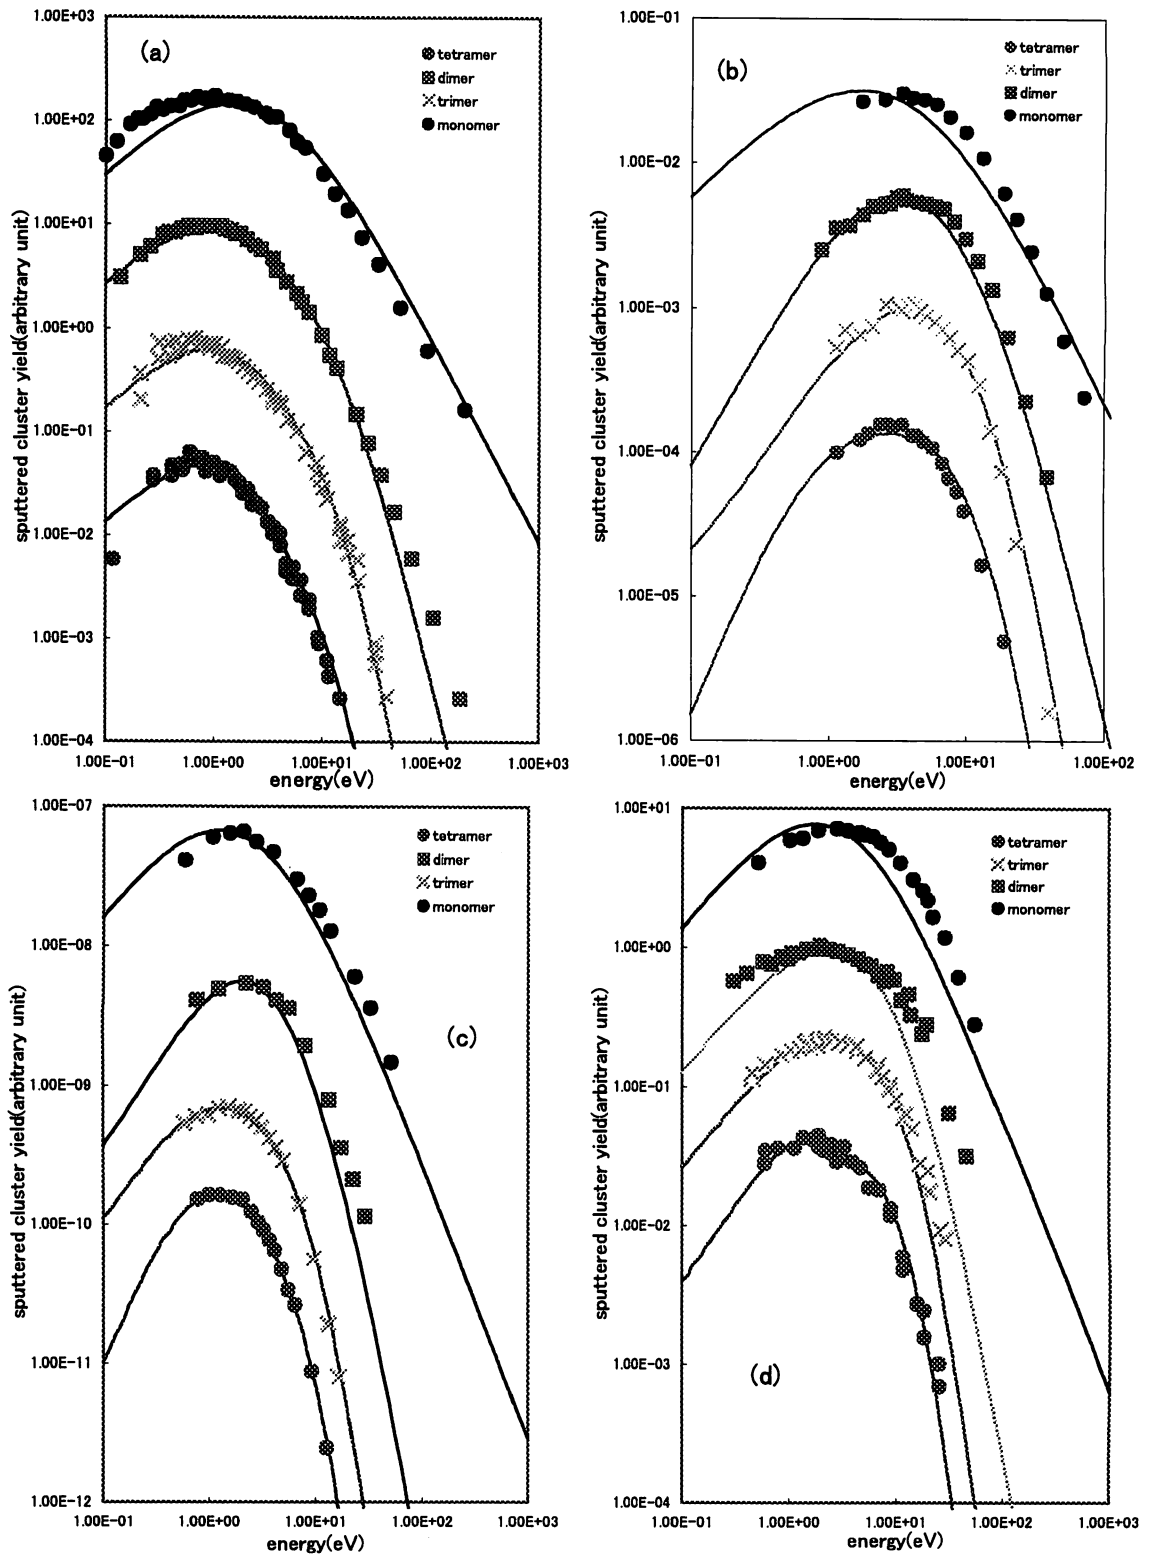 (a)
1.00E+03
1.00E+02
1.00E+01
1.00E+00
1.00E-01
1.00E-02
1.00E-03
1.00E-04
sputtered cluster yield(arbitrary unit)
tetramer
dimer
trimer
monomer
1.00E-01 1.00E+00 1.00E+01 1.00E+02 1.00E+03
energy(eV)
(b)
1.00E-01
1.00E-02
1.00E-03
1.00E-04
1.00E-05
1.00E-06
sputtered cluster yield(arbitrary unit)
tetramer
trimer
dimer
monomer
1.00E-01 1.00E+00 1.00E+01 1.00E+02
energy(eV)
1.00E-07
1.00E-08
1.00E-09
1.00E-10
1.00E-11
1.00E-12
sputtered cluster yield(arbitrary unit)
tetramer
dimer
trimer
monomer
(c)
1.00E-01 1.00E+00 1.00E+01 1.00E+02 1.00E+03
energy(eV)
1.00E+01
1.00E+00
1.00E-01
1.00E-02
1.00E-03
1.00E-04
sputtered cluster yield(arbitrary unit)
tetramer
trimer
dimer
monomer
(d)
1.00E-01 1.00E+00 1.00E+01 1.00E+02 1.00E+03
energy(eV)